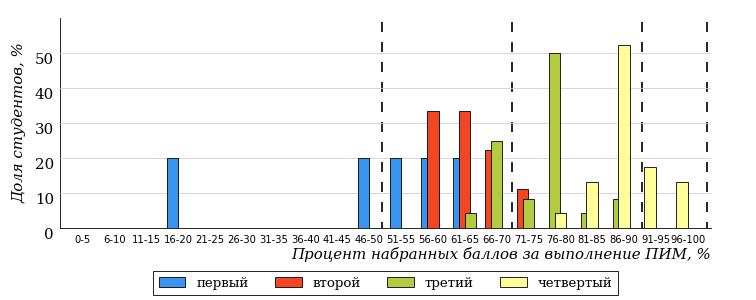 Доля студентов, %
50
40
30
20
10
0
0-5 6-10 11-15 16-20 21-25 26-30 31-35 36-40 41-45 46-50 51-55 56-60 61-65 66-70 71-75 76-80 81-85 86-90 91-95 96-100
Процент набранных баллов за выполнение ПИМ, %
первый второй третий четвертый